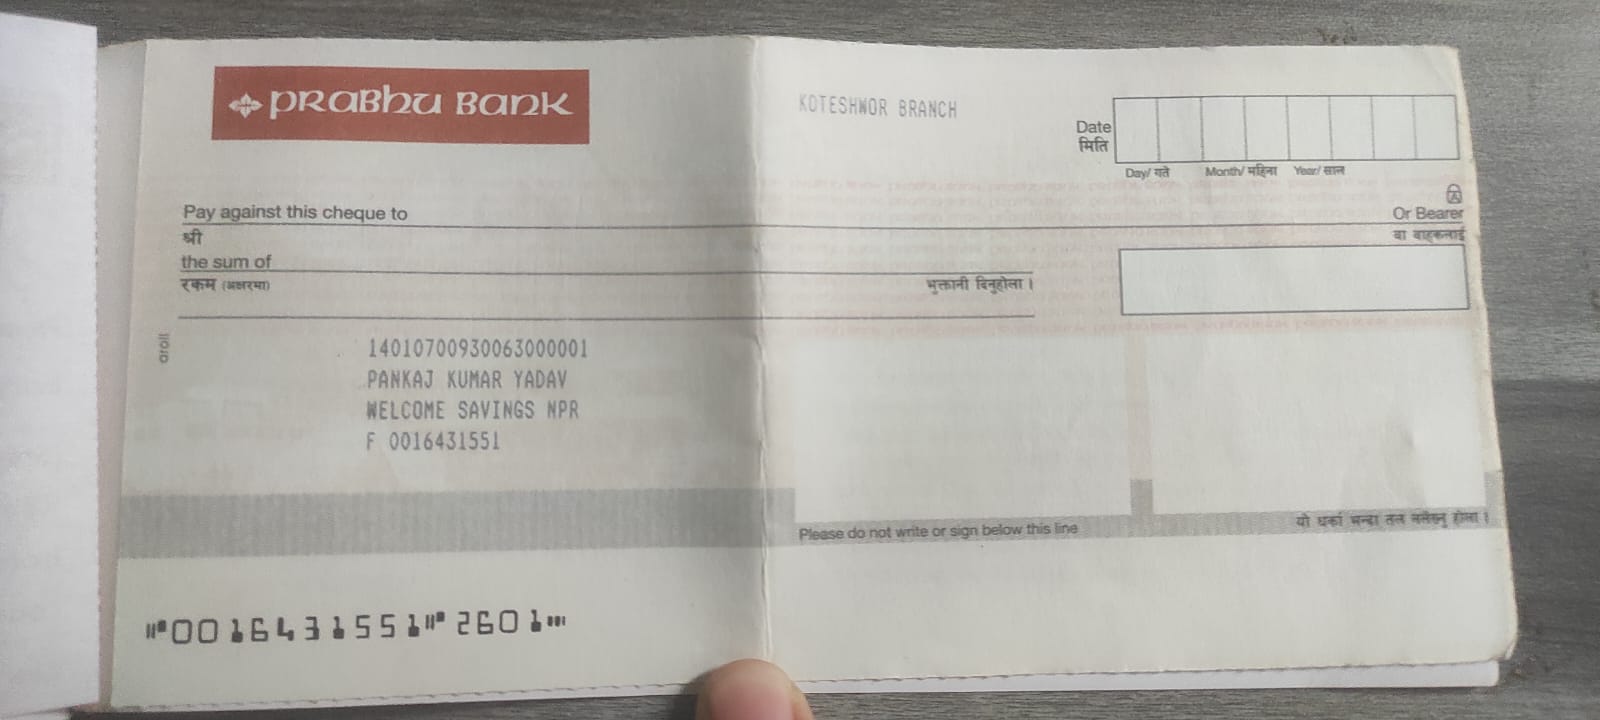 PRABHU BANK
KOTESHWOR BRANCH
Date
मिति
Day/ गते Month/ महिना Year/ साल
Pay against this cheque to
Or Bearer
श्री
वा वाहकलाई
the sum of
रकम (अक्षरमा) भुक्तानी दिनुहोला ।
14010700930063000001
PANKAJ KUMAR YADAV
WELCOME SAVINGS NPR
F 0016431551
Please do not write or sign below this line
यो धर्का भन्दा तल नलेख्नु होला ।
⑈0016431551⑈ 2601⑉